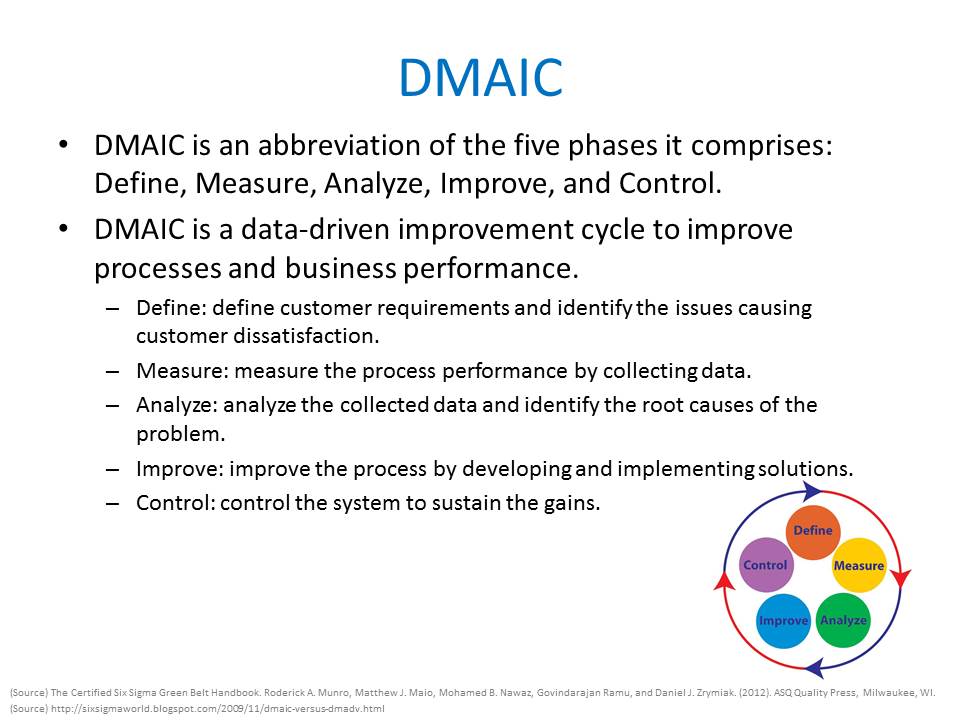 DMAIC
• DMAIC is an abbreviation of the five phases it comprises:
Define, Measure, Analyze, Improve, and Control.
• DMAIC is a data-driven improvement cycle to improve
processes and business performance.
– Define: define customer requirements and identify the issues causing
customer dissatisfaction.
– Measure: measure the process performance by collecting data.
– Analyze: analyze the collected data and identify the root causes of the
problem.
– Improve: improve the process by developing and implementing solutions.
– Control: control the system to sustain the gains.
Define
Control
Measure
Improve
Analyze
(Source) The Certified Six Sigma Green Belt Handbook. Roderick A. Munro, Matthew J. Maio, Mohamed B. Nawaz, Govindarajan Ramu, and Daniel J. Zrymiak. (2012). ASQ Quality Press, Milwaukee, WI.
(Source) http://sixsigmaworld.blogspot.com/2009/11/dmaic-versus-dmadv.html